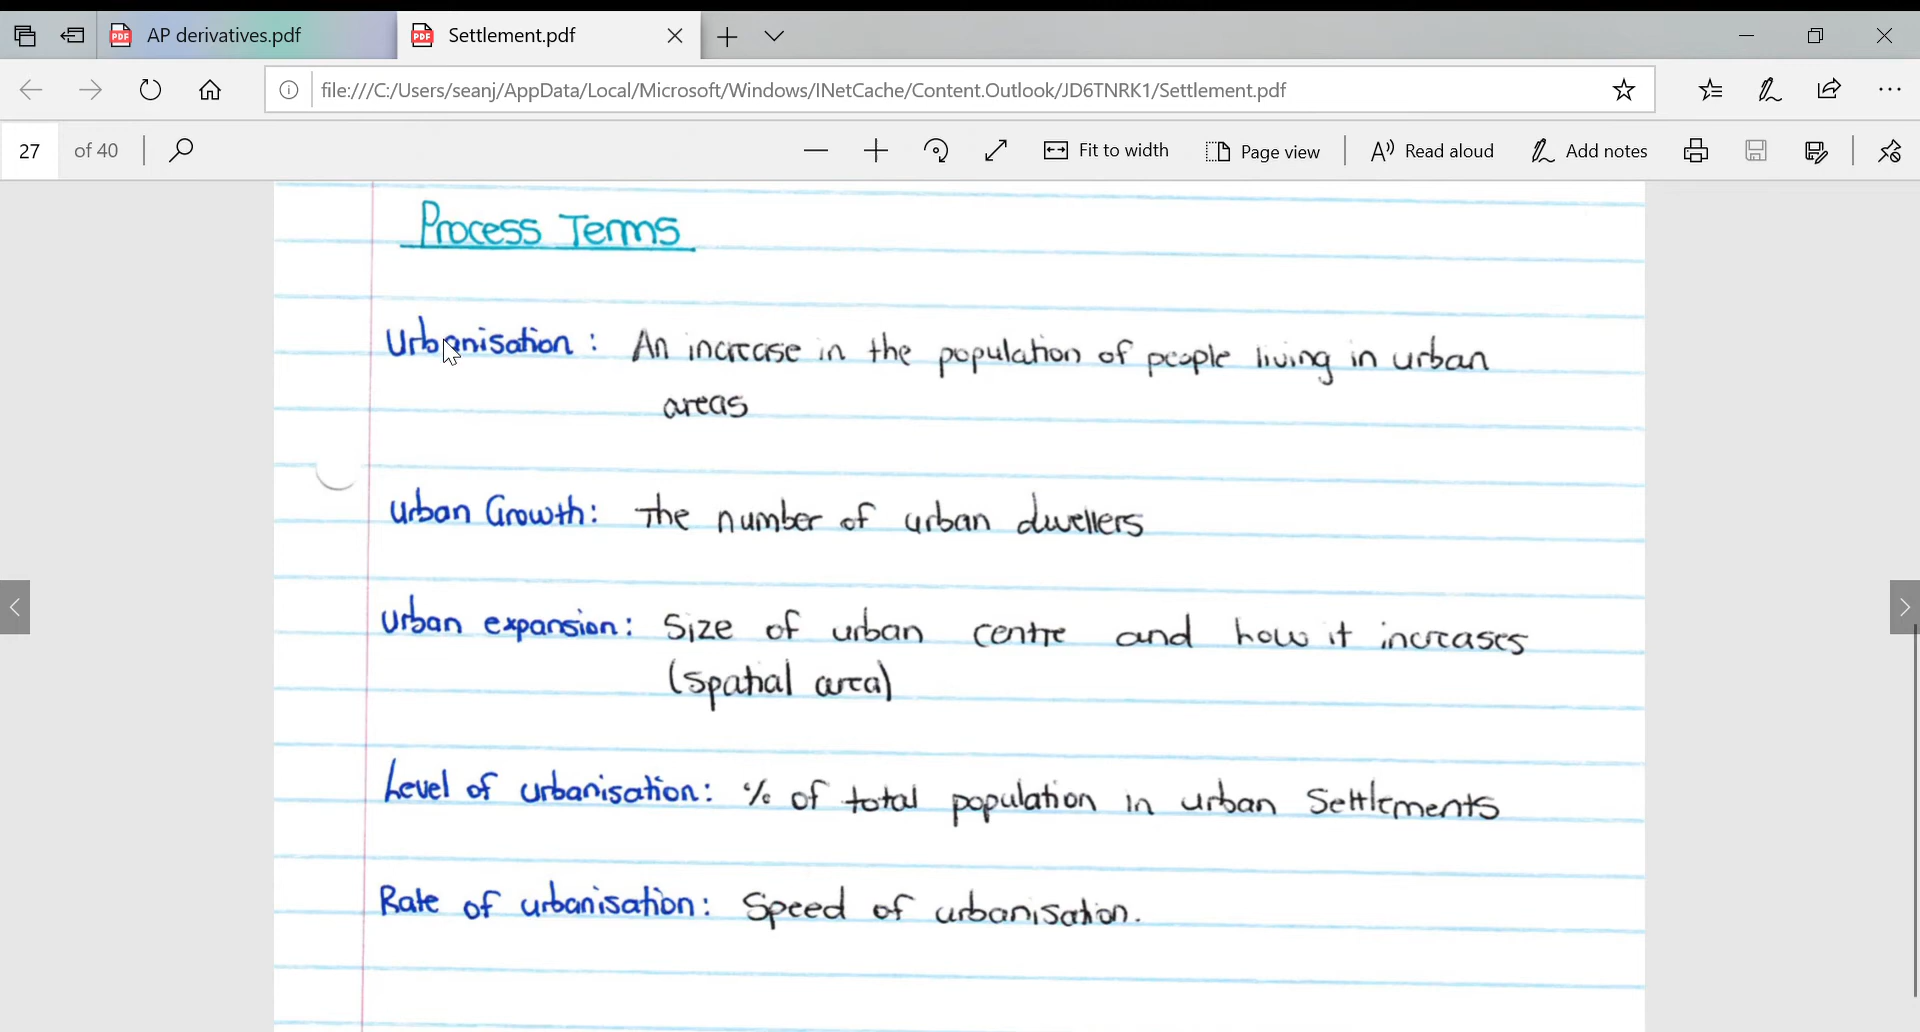 AP derivatives.pdf
Settlement.pdf
file:///C:/Users/seanj/AppData/Local/Microsoft/Windows/INetCache/Content.Outlook/JD6TNRK1/Settlement.pdf
27 of 40
Fit to width
Page view
Read aloud
Add notes
Process Terms
Urbanisation: An increase in the population of people living in urban
areas
Urban Growth: The number of urban dwellers
Urban expansion: Size of urban centre and how it increases
(spatial area)
Level of urbanisation: % of total population in urban Settlements
Rate of urbanisation: Speed of urbanisation.